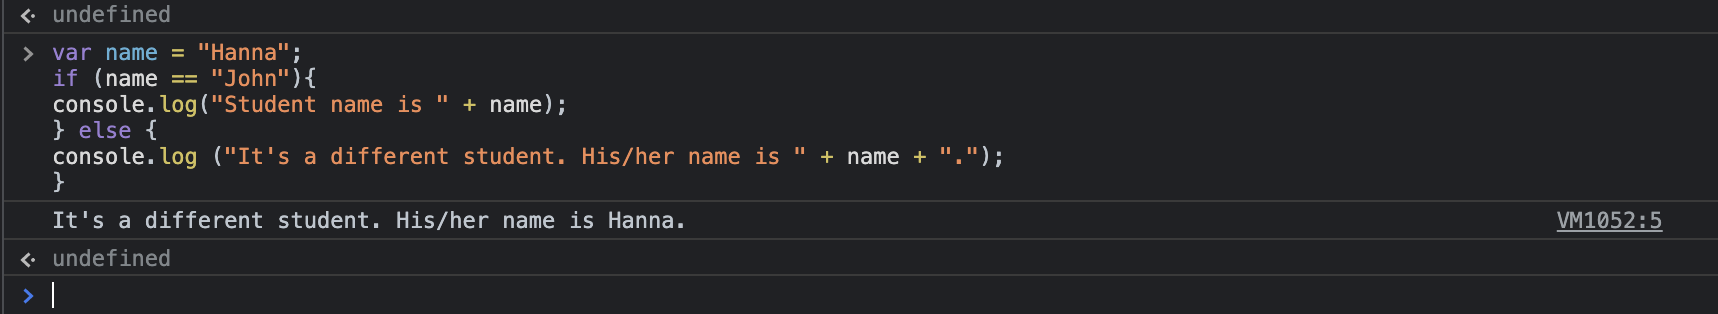 undefined
var name = "Hanna";
if (name == "John"){
console.log("Student name is " + name);
} else {
console.log ("It's a different student. His/her name is " + name + ".");
}
It's a different student. His/her name is Hanna. VM1052:5
undefined